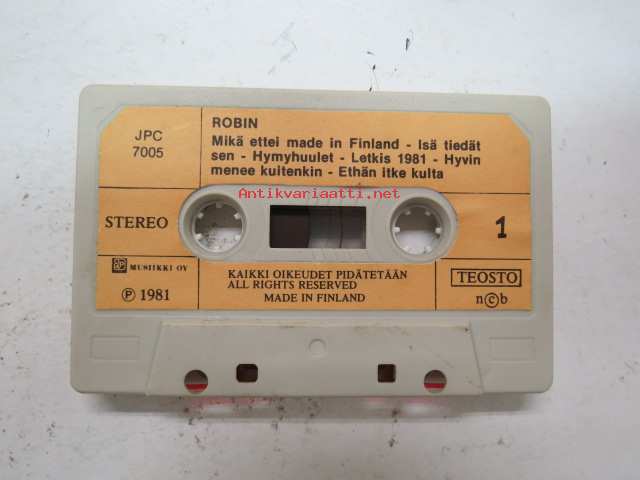 JPC
7005
ROBIN
Mikä ettei made in Finland - Isä tiedät
sen - Hymyhuulet - Letkis 1981 - Hyvin
menee kuitenkin - Ethän itke kulta
Antikvariaatti.net
STEREO
1
MUSIIKKI OY
℗ 1981
KAIKKI OIKEUDET PIDÄTETÄÄN
ALL RIGHTS RESERVED
MADE IN FINLAND
TEOSTO
n©b